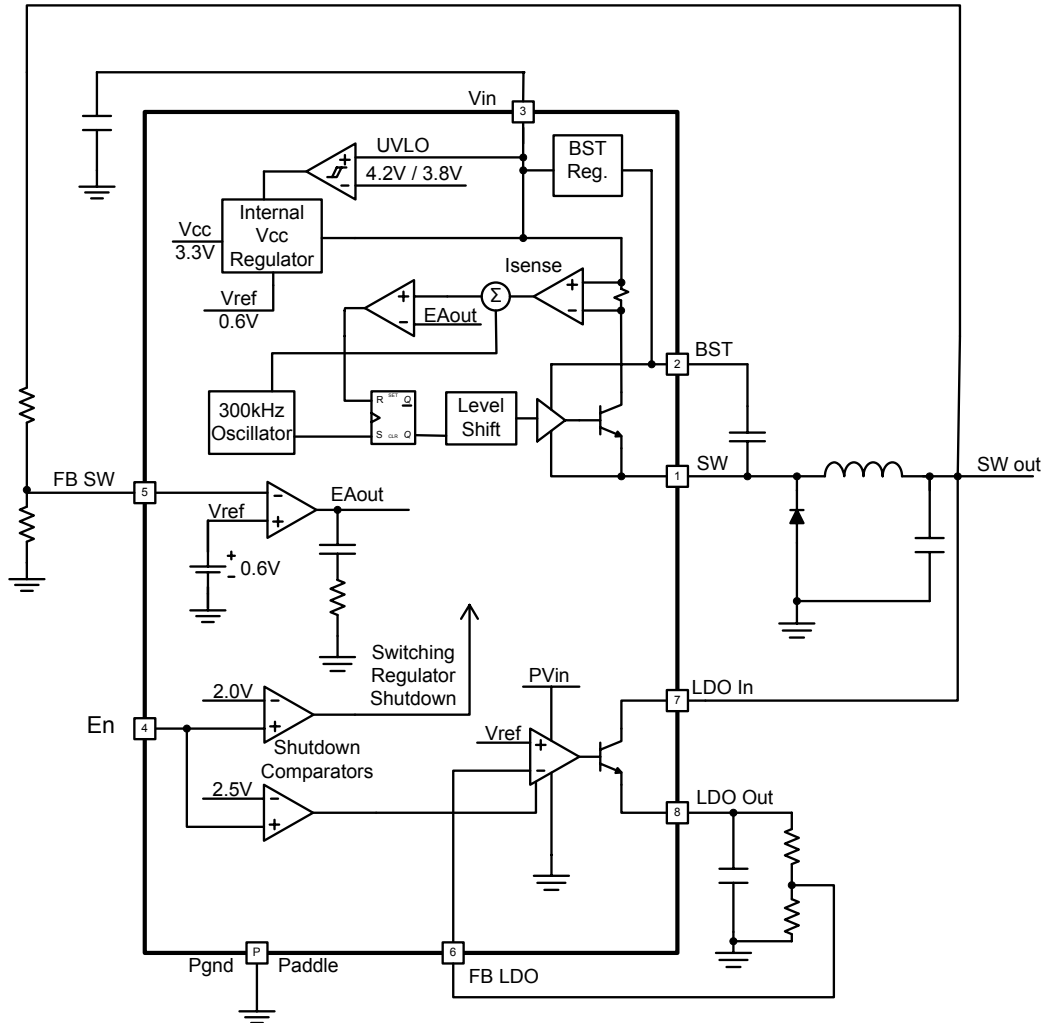 Vin
3
UVLO
4.2V / 3.8V
BST
Reg.
Internal
Vcc
Regulator
Vcc
3.3V
Vref
0.6V
Isense
+
-
Σ
+
-
EAout
+
-
2
BST
300kHz
Oscillator
R SET Q
S CLR Q
Level
Shift
SW
1
SW out
FB SW
5
Vref
-
+
EAout
+
-
0.6V
Switching
Regulator
Shutdown
PVin
LDO In
7
2.0V
-
+
En
4
Shutdown
Comparators
Vref
+
-
2.5V
-
+
LDO Out
8
Pgnd
P
Paddle
6
FB LDO